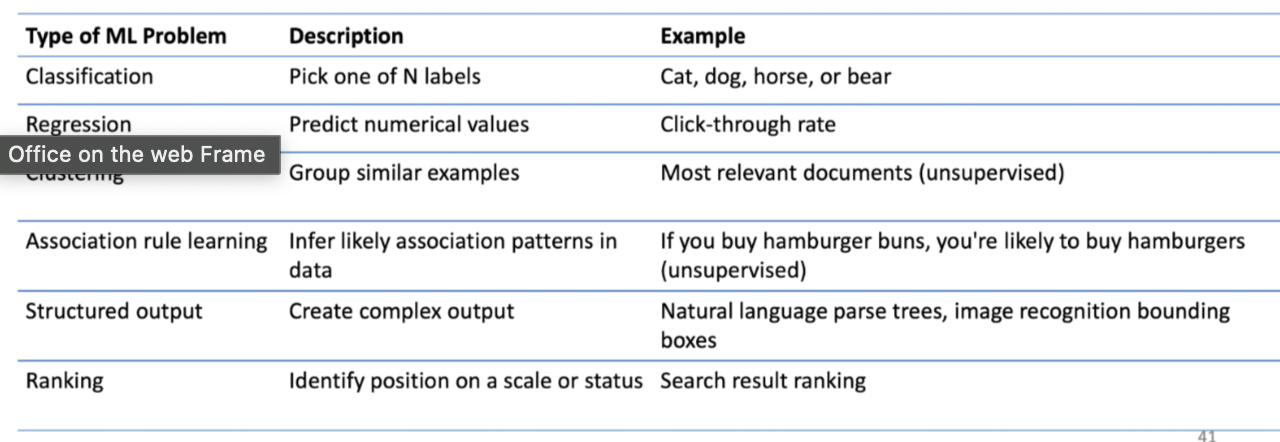 Type of ML Problem Description Example
Classification Pick one of N labels Cat, dog, horse, or bear
Regression Predict numerical values Click-through rate
Office on the web Frame
Clustering Group similar examples Most relevant documents (unsupervised)
Association rule learning Infer likely association patterns in If you buy hamburger buns, you're likely to buy hamburgers
data (unsupervised)
Structured output Create complex output Natural language parse trees, image recognition bounding
boxes
Ranking Identify position on a scale or status Search result ranking
41